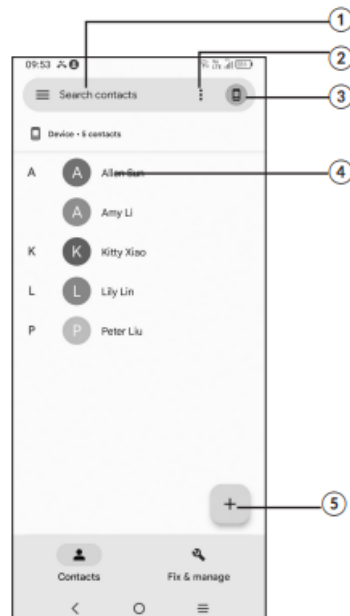 1
2
09:53
Search contacts
3
Device • 5 contacts
A A Allan Sun 4
A Amy Li
K K Kitty Xiao
L L Lily Lin
P P Peter Liu
+ 5
Contacts Fix & manage